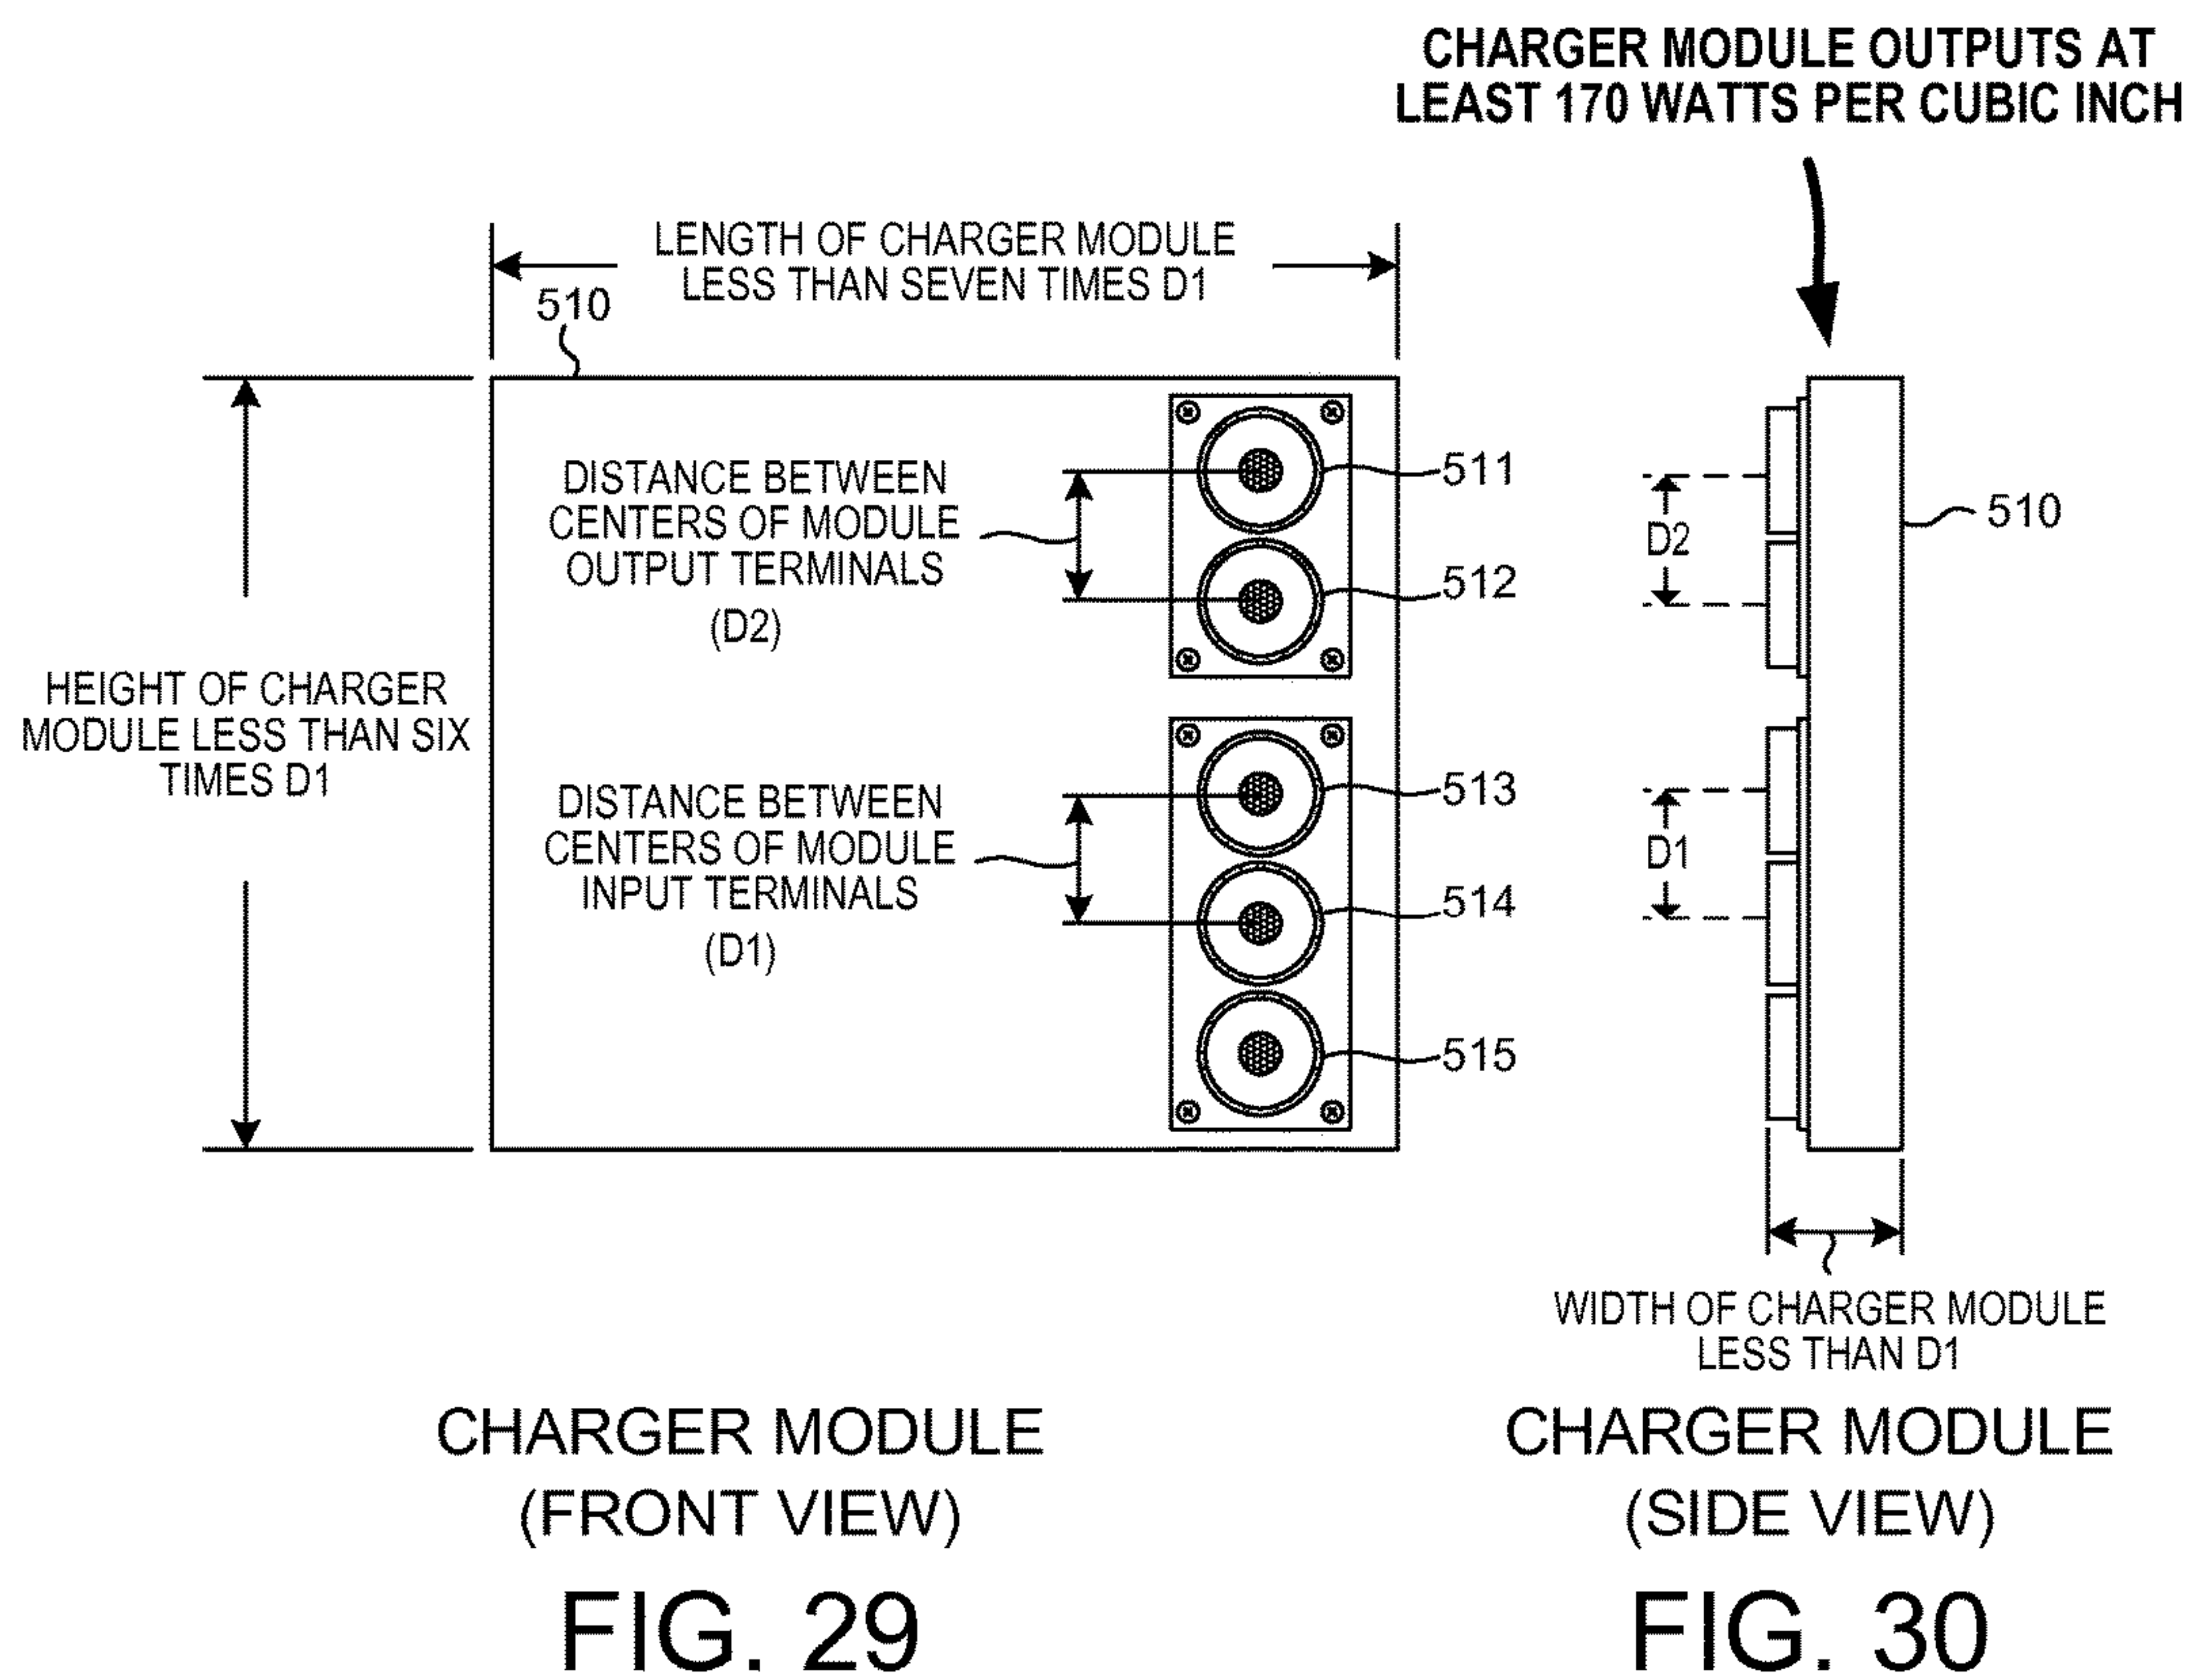 CHARGER MODULE OUTPUTS AT
LEAST 170 WATTS PER CUBIC INCH
LENGTH OF CHARGER MODULE
LESS THAN SEVEN TIMES D1
510
HEIGHT OF CHARGER
MODULE LESS THAN SIX
TIMES D1
DISTANCE BETWEEN
CENTERS OF MODULE
OUTPUT TERMINALS
(D2)
511
512
DISTANCE BETWEEN
CENTERS OF MODULE
INPUT TERMINALS
(D1)
513
514
515
D2
510
D1
WIDTH OF CHARGER MODULE
LESS THAN D1
CHARGER MODULE
(FRONT VIEW)
FIG. 29
CHARGER MODULE
(SIDE VIEW)
FIG. 30